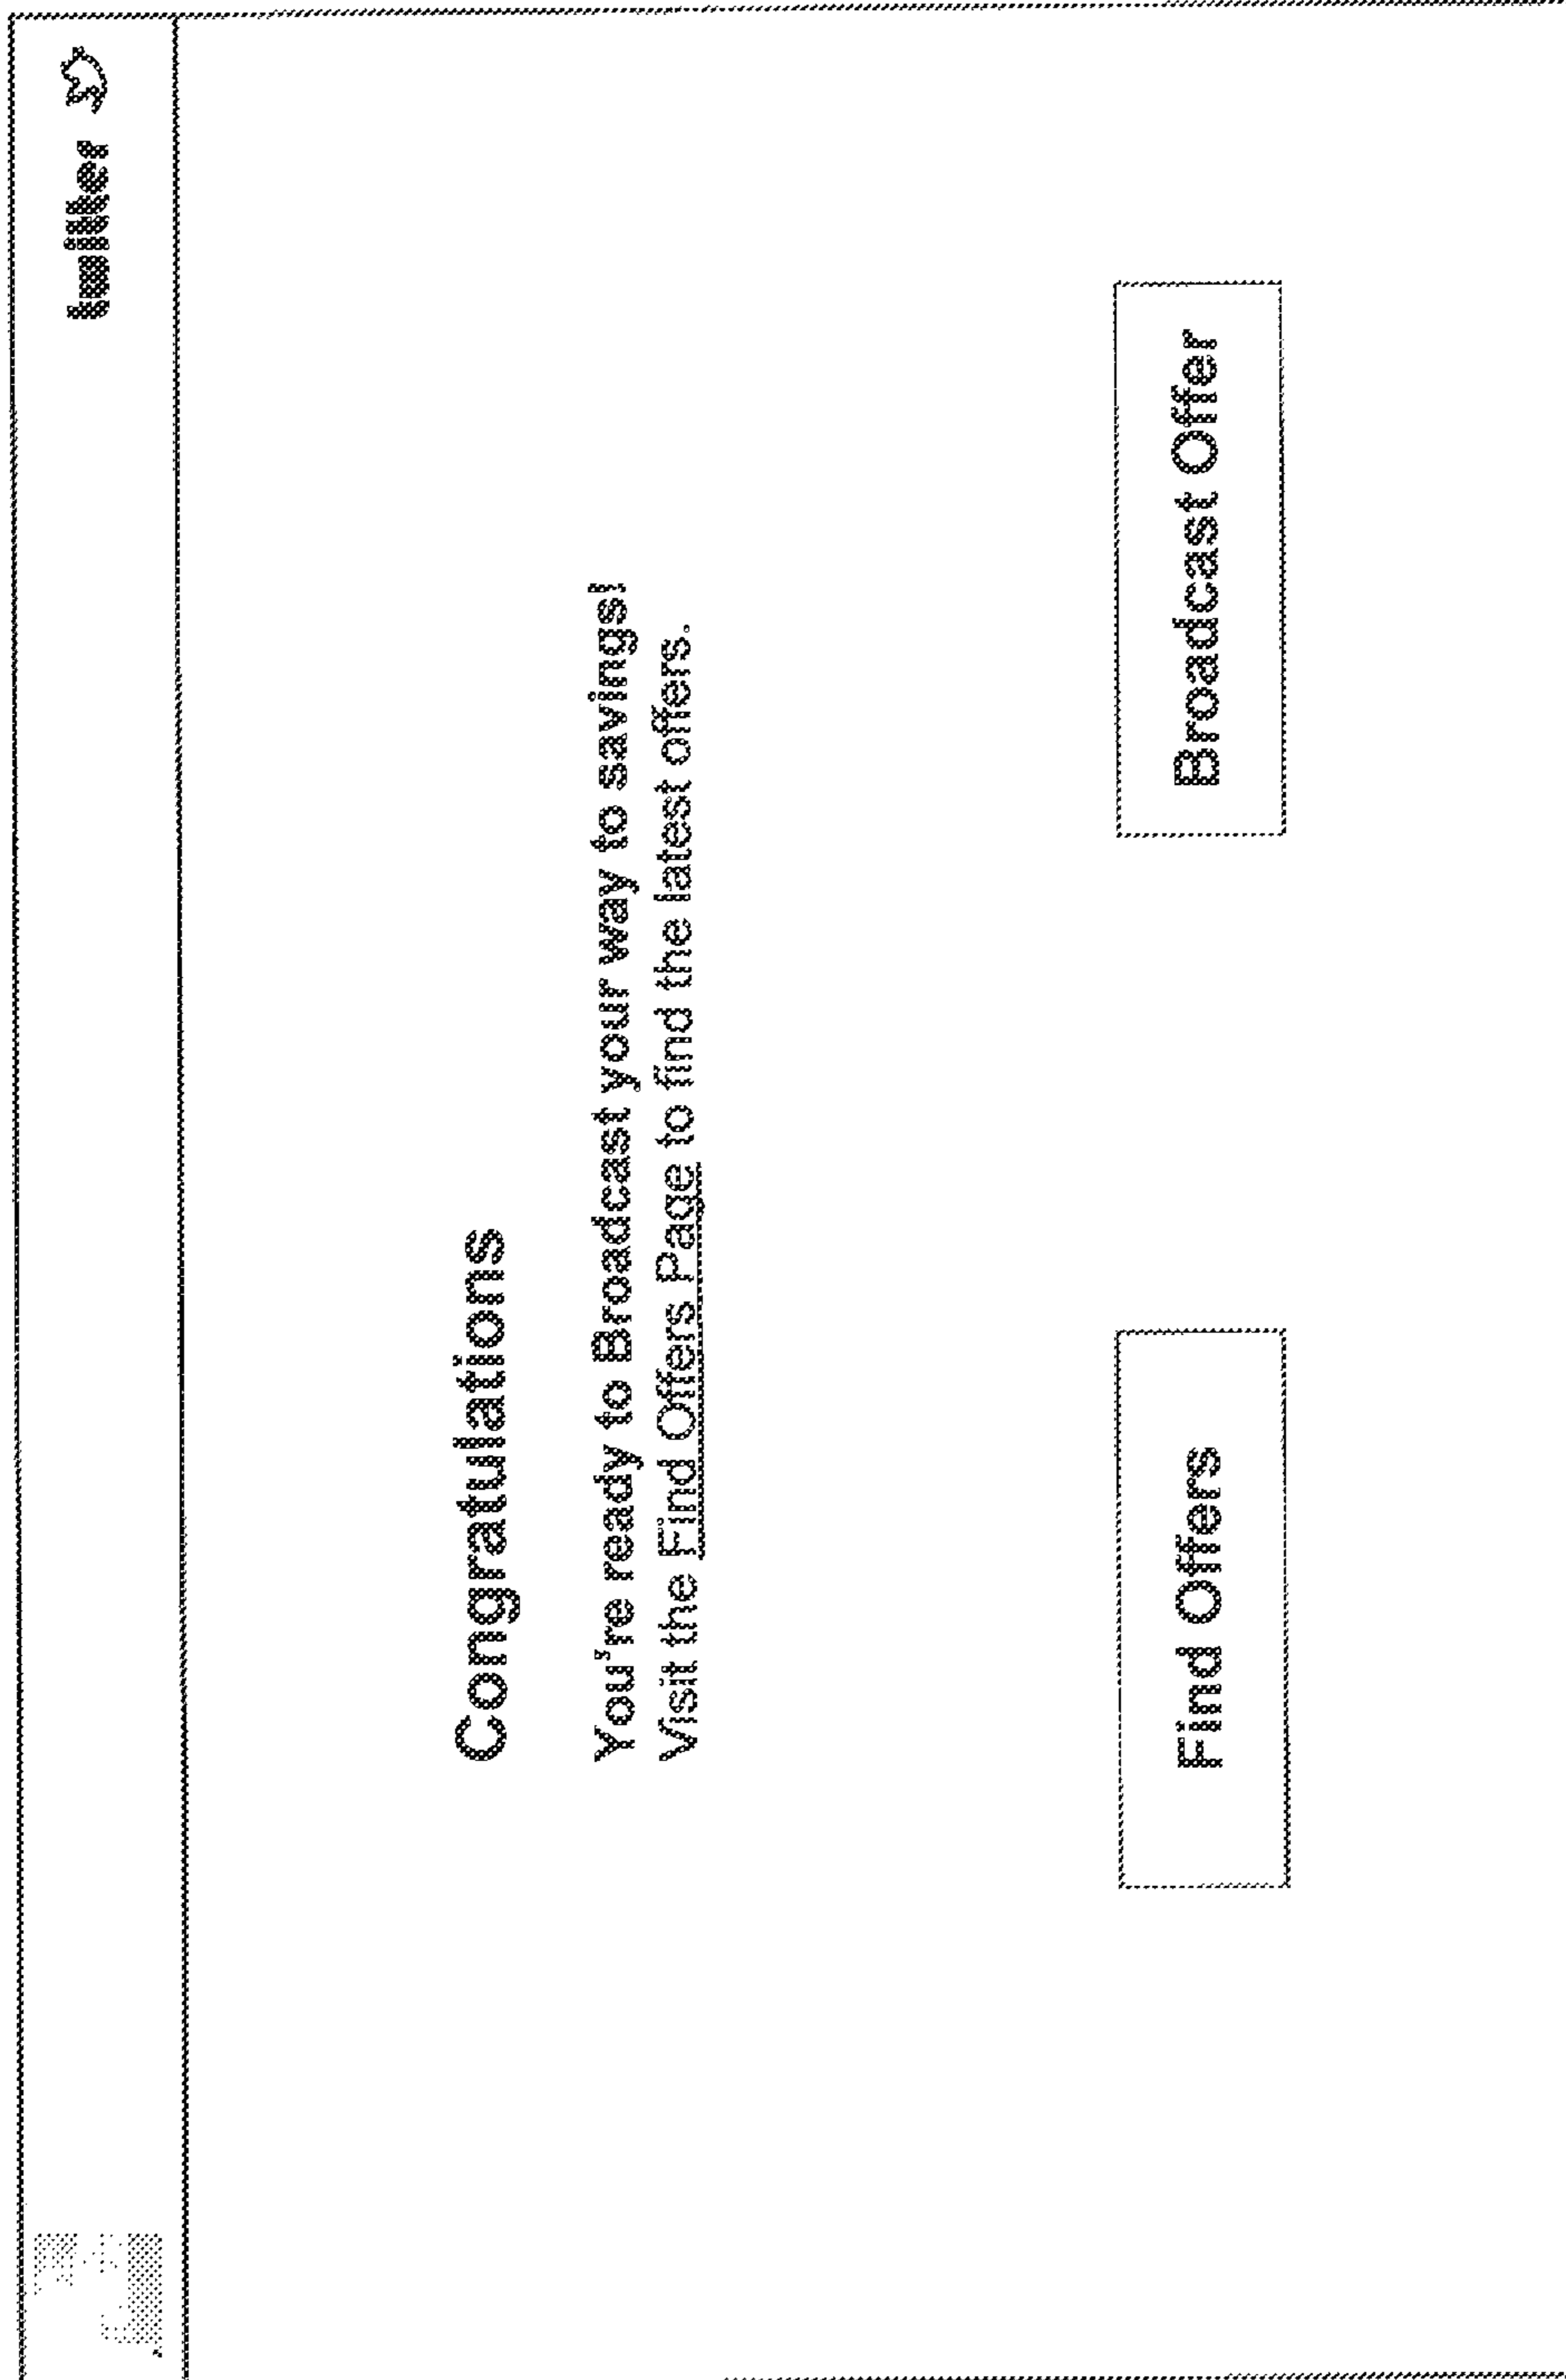 twitter
Congratulations
You're ready to Broadcast your way to savings!
Visit the Find Offers Page to find the latest offers.
Find Offers
Broadcast Offer